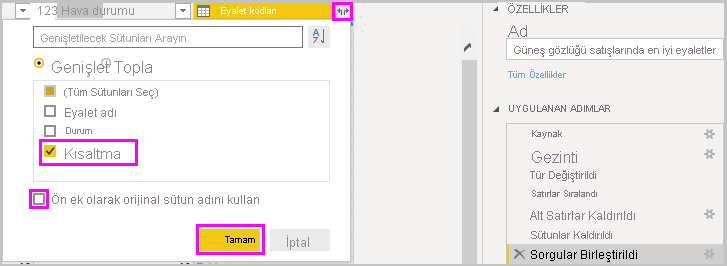 123 Hava durumu
Eyalet kodları
Genişletilecek Sütunları Arayın
Genişlet Topla
(Tüm Sütunları Seç)
Eyalet adı
Durum
Kısaltma
Ön ek olarak orijinal sütun adını kullan
Tamam
İptal
ÖZELLİKLER
Ad
Güneş gözlüğü satışlarında en iyi eyaletler
Tüm Özellikler
UYGULANAN ADIMLAR
Kaynak
Gezinti
Tür Değiştirildi
Satırlar Sıralandı
Alt Satırlar Kaldırıldı
Sütunlar Kaldırıldı
Sorgular Birleştirildi